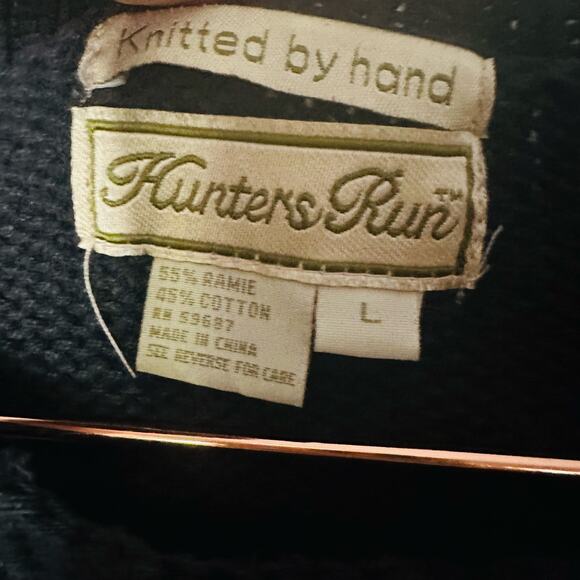 Knitted by hand
Hunters Run™
55% RAMIE
45% COTTON
RN 59687
MADE IN CHINA
SEE REVERSE FOR CARE
L